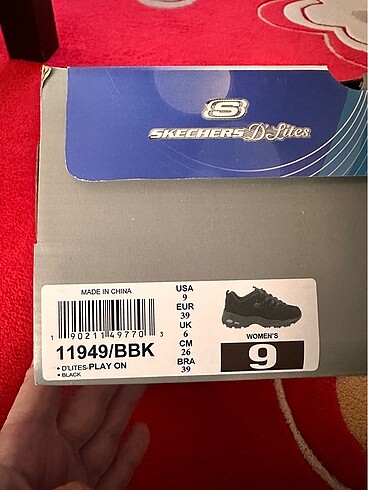 S
SKECHERS D'Lites
MADE IN CHINA
1 90211 49770 3
11949/BBK
• D'LITES-PLAY ON
• BLACK
USA
9
EUR
39
UK
6
CM
26
BRA
39
WOMEN'S
9